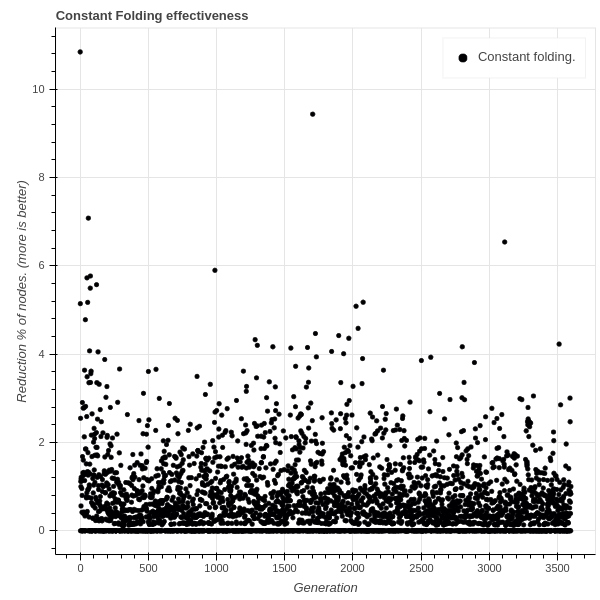 Constant Folding effectiveness
Constant folding.
Reduction % of nodes. (more is better)
10
8
6
4
2
0
0 500 1000 1500 2000 2500 3000 3500
Generation